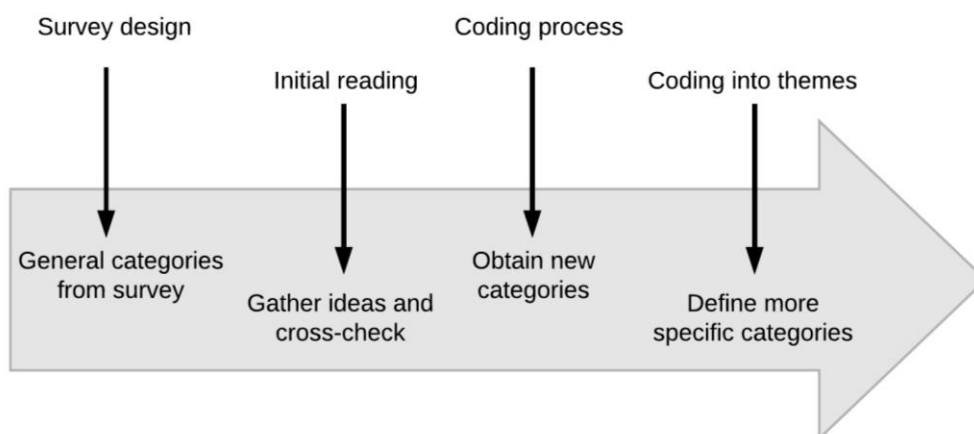 Survey design
General categories
from survey
Initial reading
Gather ideas and
cross-check
Coding process
Obtain new
categories
Coding into themes
Define more
specific categories